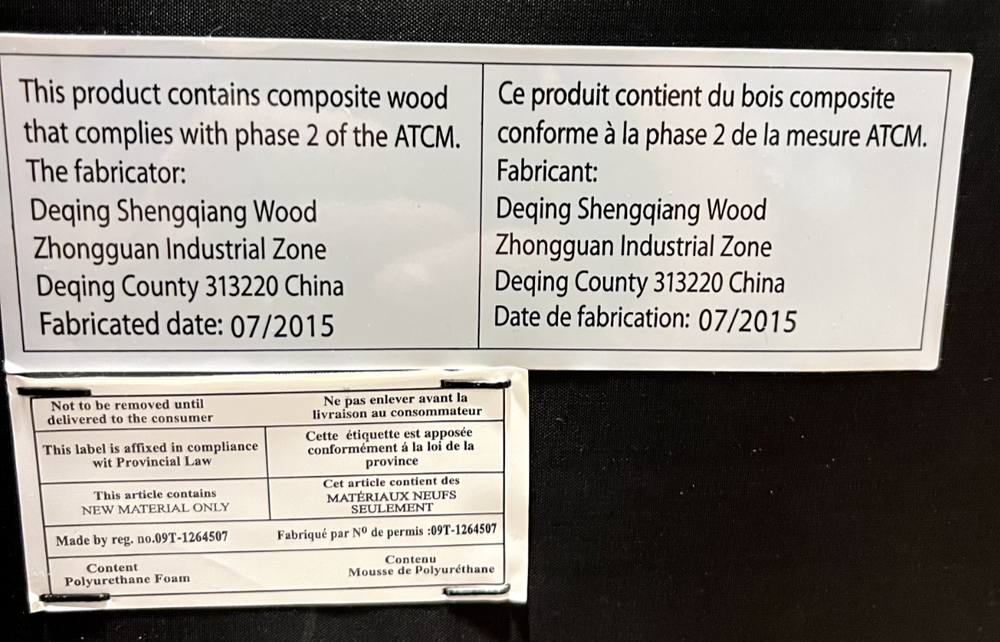 This product contains composite wood
that complies with phase 2 of the ATCM.
The fabricator:
Deqing Shengqiang Wood
Zhongguan Industrial Zone
Deqing County 313220 China
Fabricated date: 07/2015
Ce produit contient du bois composite
conforme à la phase 2 de la mesure ATCM.
Fabricant:
Deqing Shengqiang Wood
Zhongguan Industrial Zone
Deqing County 313220 China
Date de fabrication: 07/2015
Not to be removed until
delivered to the consumer
Ne pas enlever avant la
livraison au consommateur
This label is affixed in compliance
wit Provincial Law
Cette étiquette est apposée
conformément á la loi de la
province
This article contains
NEW MATERIAL ONLY
Cet article contient des
MATÉRIAUX NEUFS
SEULEMENT
Made by reg. no.09T-1264507
Fabriqué par Nº de permis :09T-1264507
Content
Polyurethane Foam
Contenu
Mousse de Polyuréthane